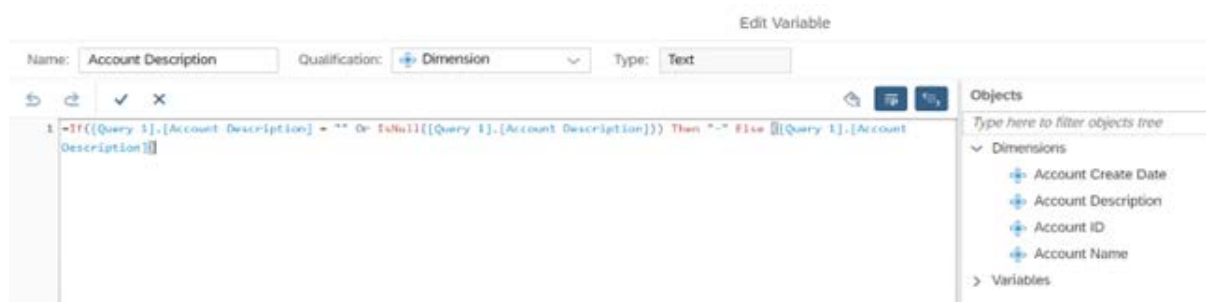 Edit Variable
Name: Account Description Qualification: Dimension Type: Text
Objects
1 =If([Query 1].[Account Description] = "" Or IsNull([Query 1].[Account Description])) Then "-" Else ([Query 1].[Account
Description])
Type here to filter objects tree
Dimensions
Account Create Date
Account Description
Account ID
Account Name
Variables